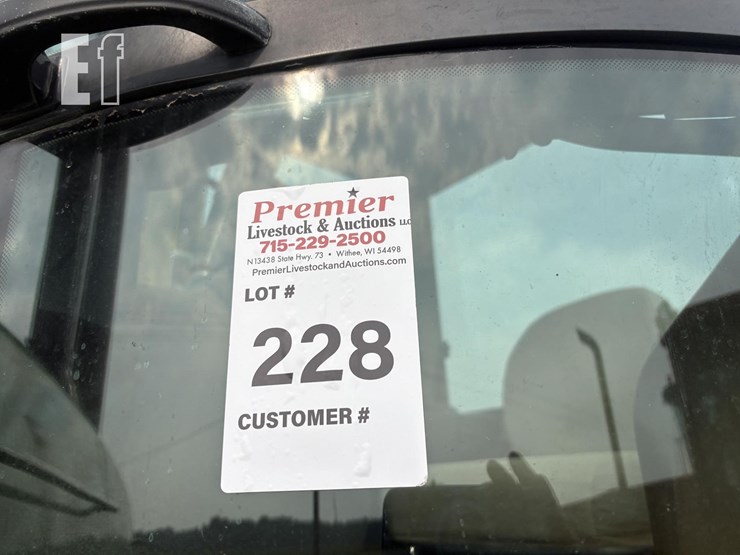 Ef
Premier
Livestock & Auctions LLC
715-229-2500
N13438 State Hwy. 73 • Withee, WI 54498
PremierLivestockandAuctions.com
LOT #
228
CUSTOMER #